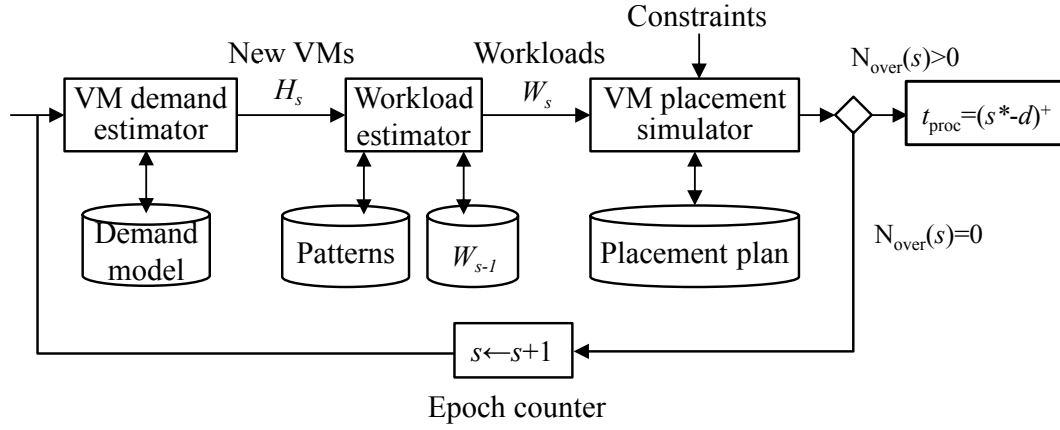 Constraints
New VMs
Workloads
N_over(s)>0
VM demand
estimator
H_s
Workload
estimator
W_s
VM placement
simulator
t_proc=(s*-d)^+
Demand
model
Patterns
W_s-1
Placement plan
N_over(s)=0
s←s+1
Epoch counter